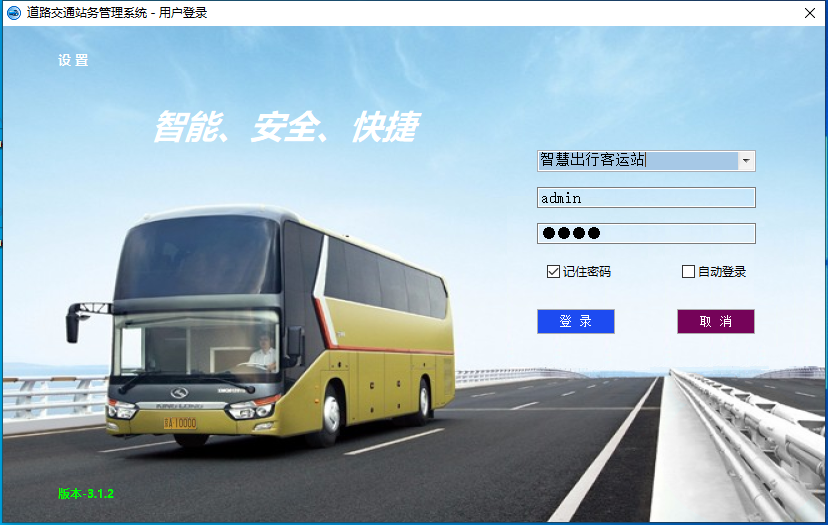 道路交通站务管理系统 - 用户登录
设 置
智能、安全、快捷
智慧出行客运站
admin
记住密码
自动登录
登 录
取 消
版本-3.1.2